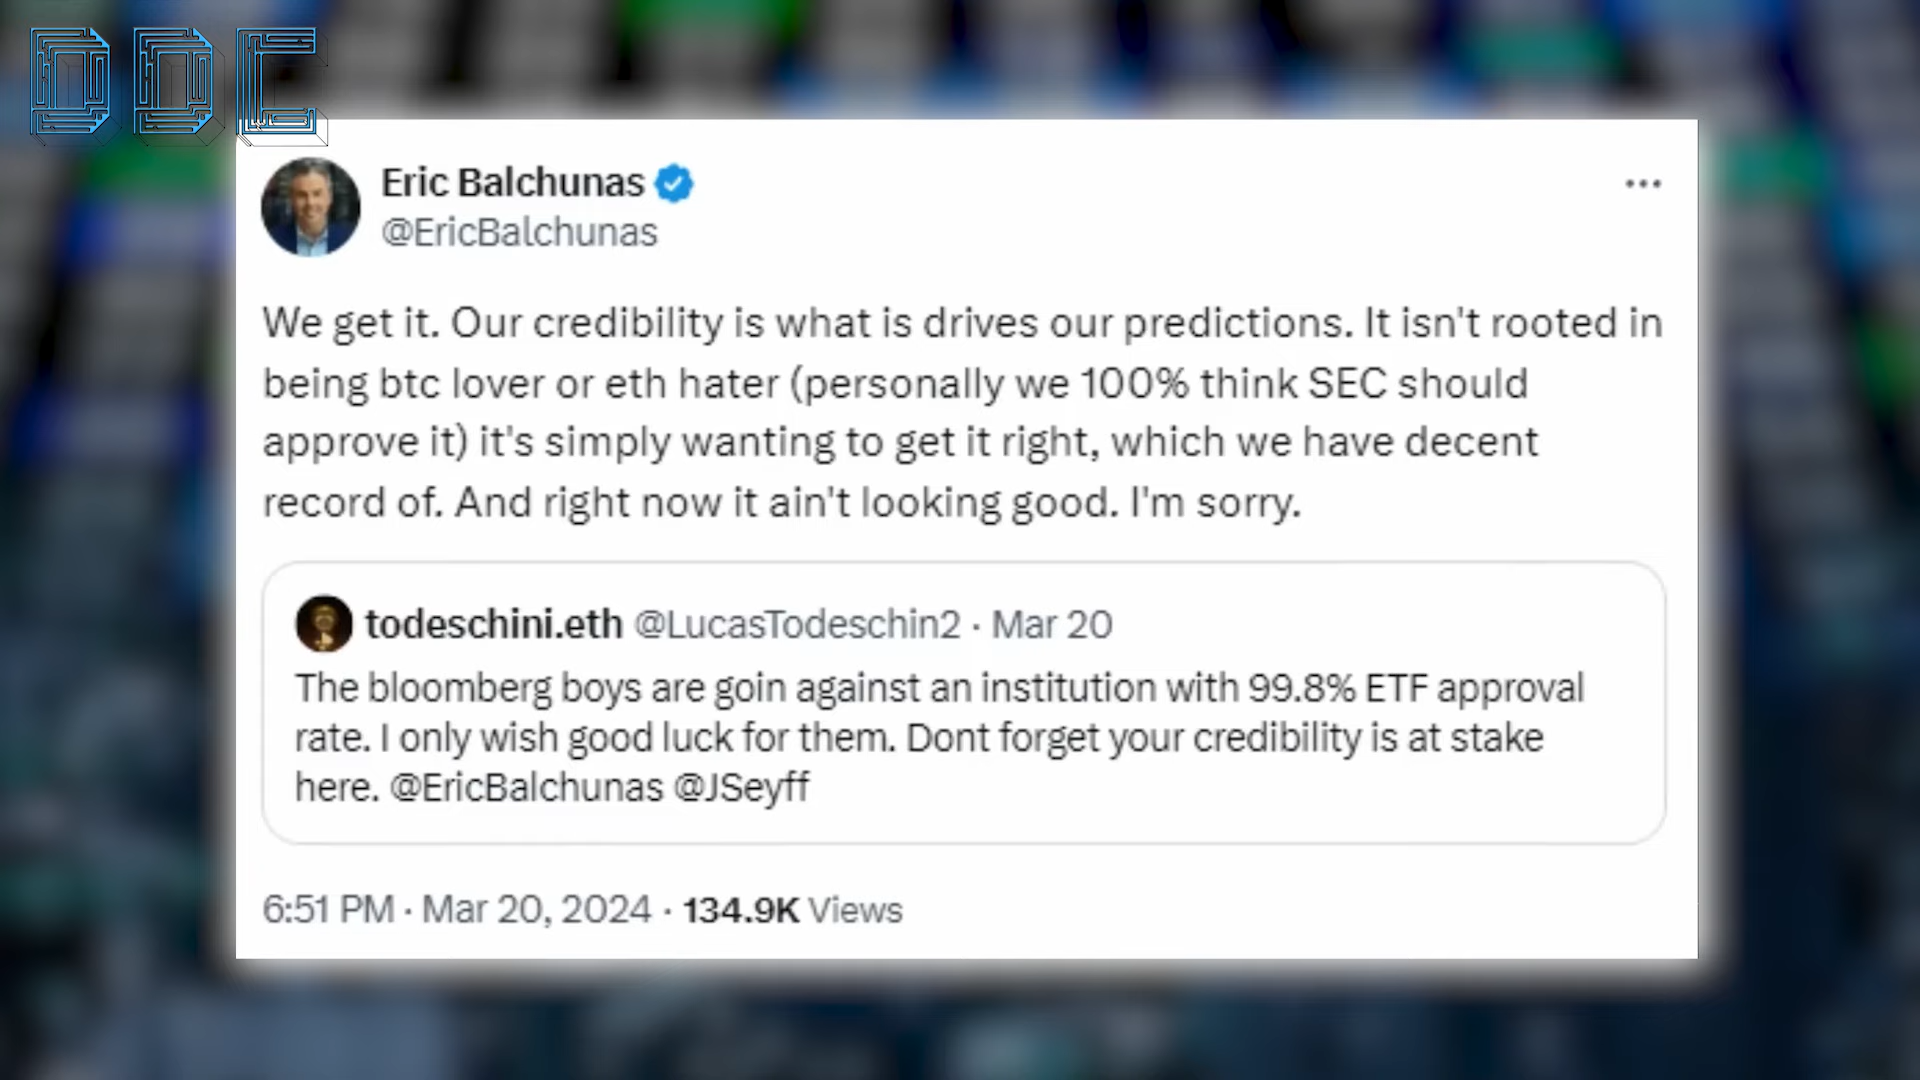 DDC
Eric Balchunas
@EricBalchunas
We get it. Our credibility is what is drives our predictions. It isn't rooted in
being btc lover or eth hater (personally we 100% think SEC should
approve it) it's simply wanting to get it right, which we have decent
record of. And right now it ain't looking good. I'm sorry.
todeschini.eth @LucasTodeschin2 · Mar 20
The bloomberg boys are goin against an institution with 99.8% ETF approval
rate. I only wish good luck for them. Dont forget your credibility is at stake
here. @EricBalchunas @JSeyff
6:51 PM · Mar 20, 2024 · 134.9K Views